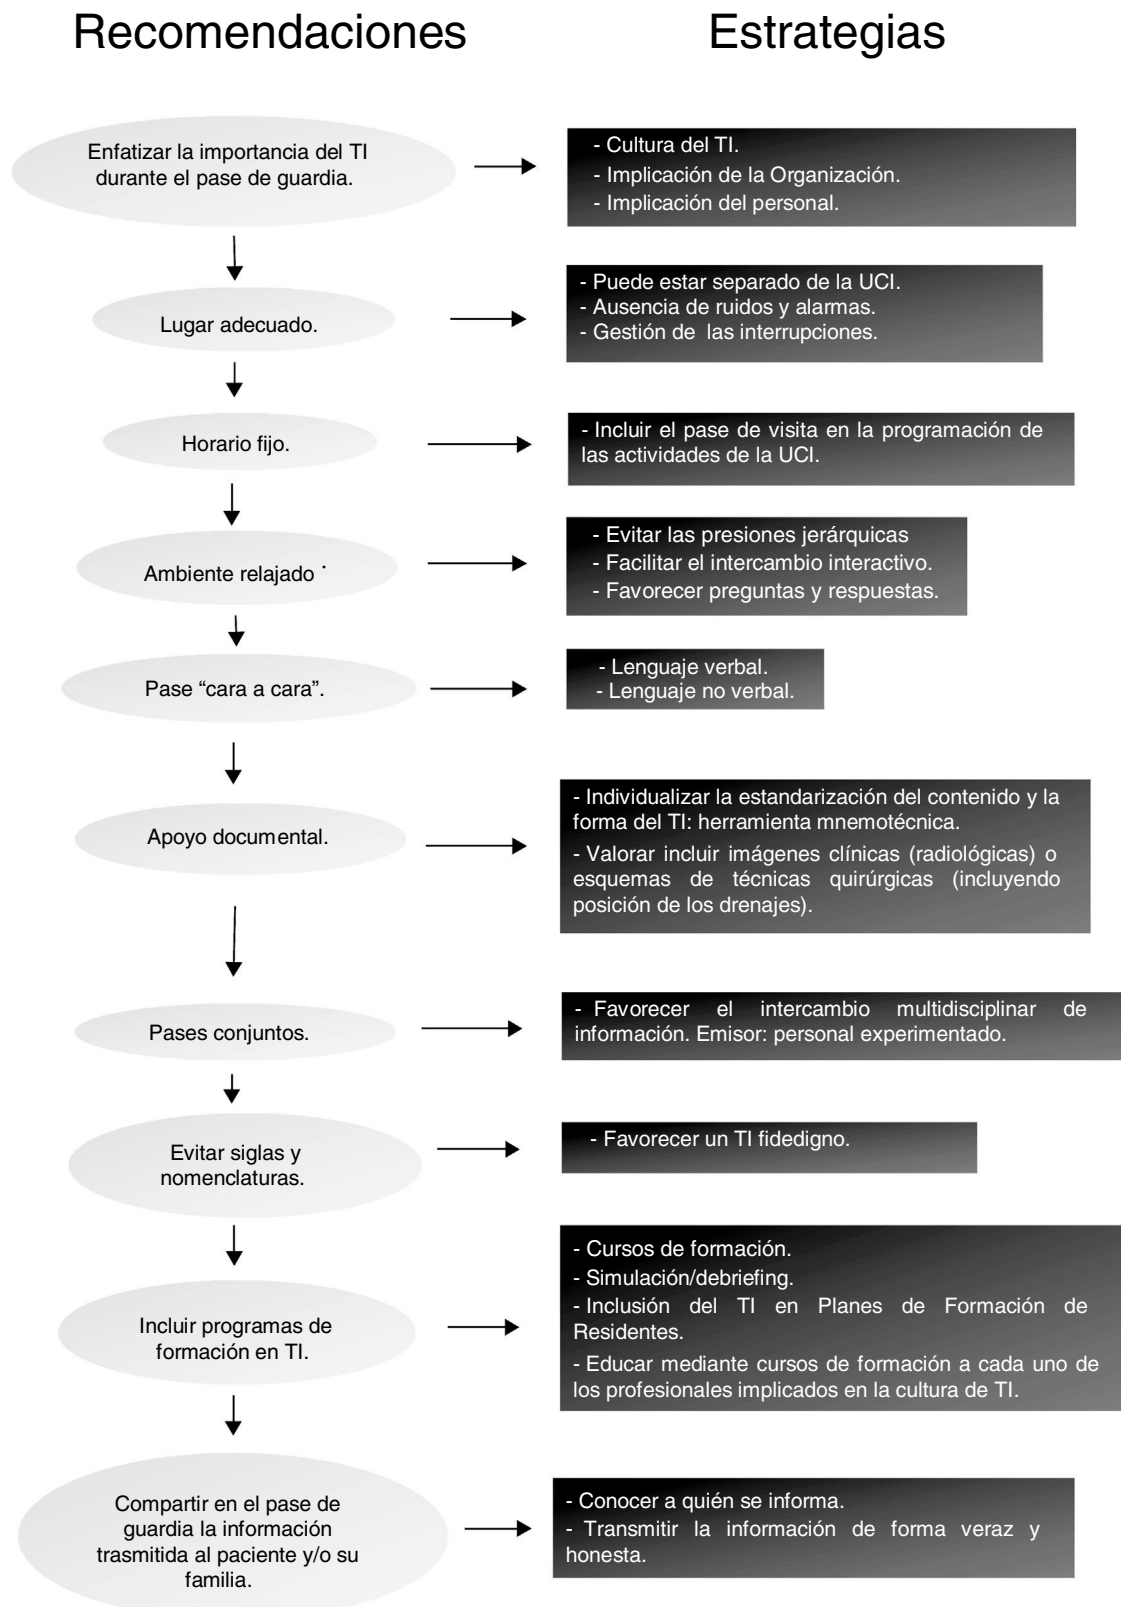 Recomendaciones
Estrategias
Enfatizar la importancia del TI
durante el pase de guardia.
- Cultura del TI.
- Implicación de la Organización.
- Implicación del personal.
Lugar adecuado.
- Puede estar separado de la UCI.
- Ausencia de ruidos y alarmas.
- Gestión de las interrupciones.
Horario fijo.
- Incluir el pase de visita en la programación de
las actividades de la UCI.
Ambiente relajado .
- Evitar las presiones jerárquicas
- Facilitar el intercambio interactivo.
- Favorecer preguntas y respuestas.
Pase “cara a cara”.
- Lenguaje verbal.
- Lenguaje no verbal.
Apoyo documental.
- Individualizar la estandarización del contenido y la
forma del TI: herramienta mnemotécnica.
- Valorar incluir imágenes clínicas (radiológicas) o
esquemas de técnicas quirúrgicas (incluyendo
posición de los drenajes).
Pases conjuntos.
- Favorecer el intercambio multidisciplinar de
información. Emisor: personal experimentado.
Evitar siglas y
nomenclaturas.
- Favorecer un TI fidedigno.
Incluir programas de
formación en TI.
- Cursos de formación.
- Simulación/debriefing.
- Inclusión del TI en Planes de Formación de
Residentes.
- Educar mediante cursos de formación a cada uno de
los profesionales implicados en la cultura de TI.
Compartir en el pase de
guardia la información
trasmitida al paciente y/o su
familia.
- Conocer a quién se informa.
- Transmitir la información de forma veraz y
honesta.